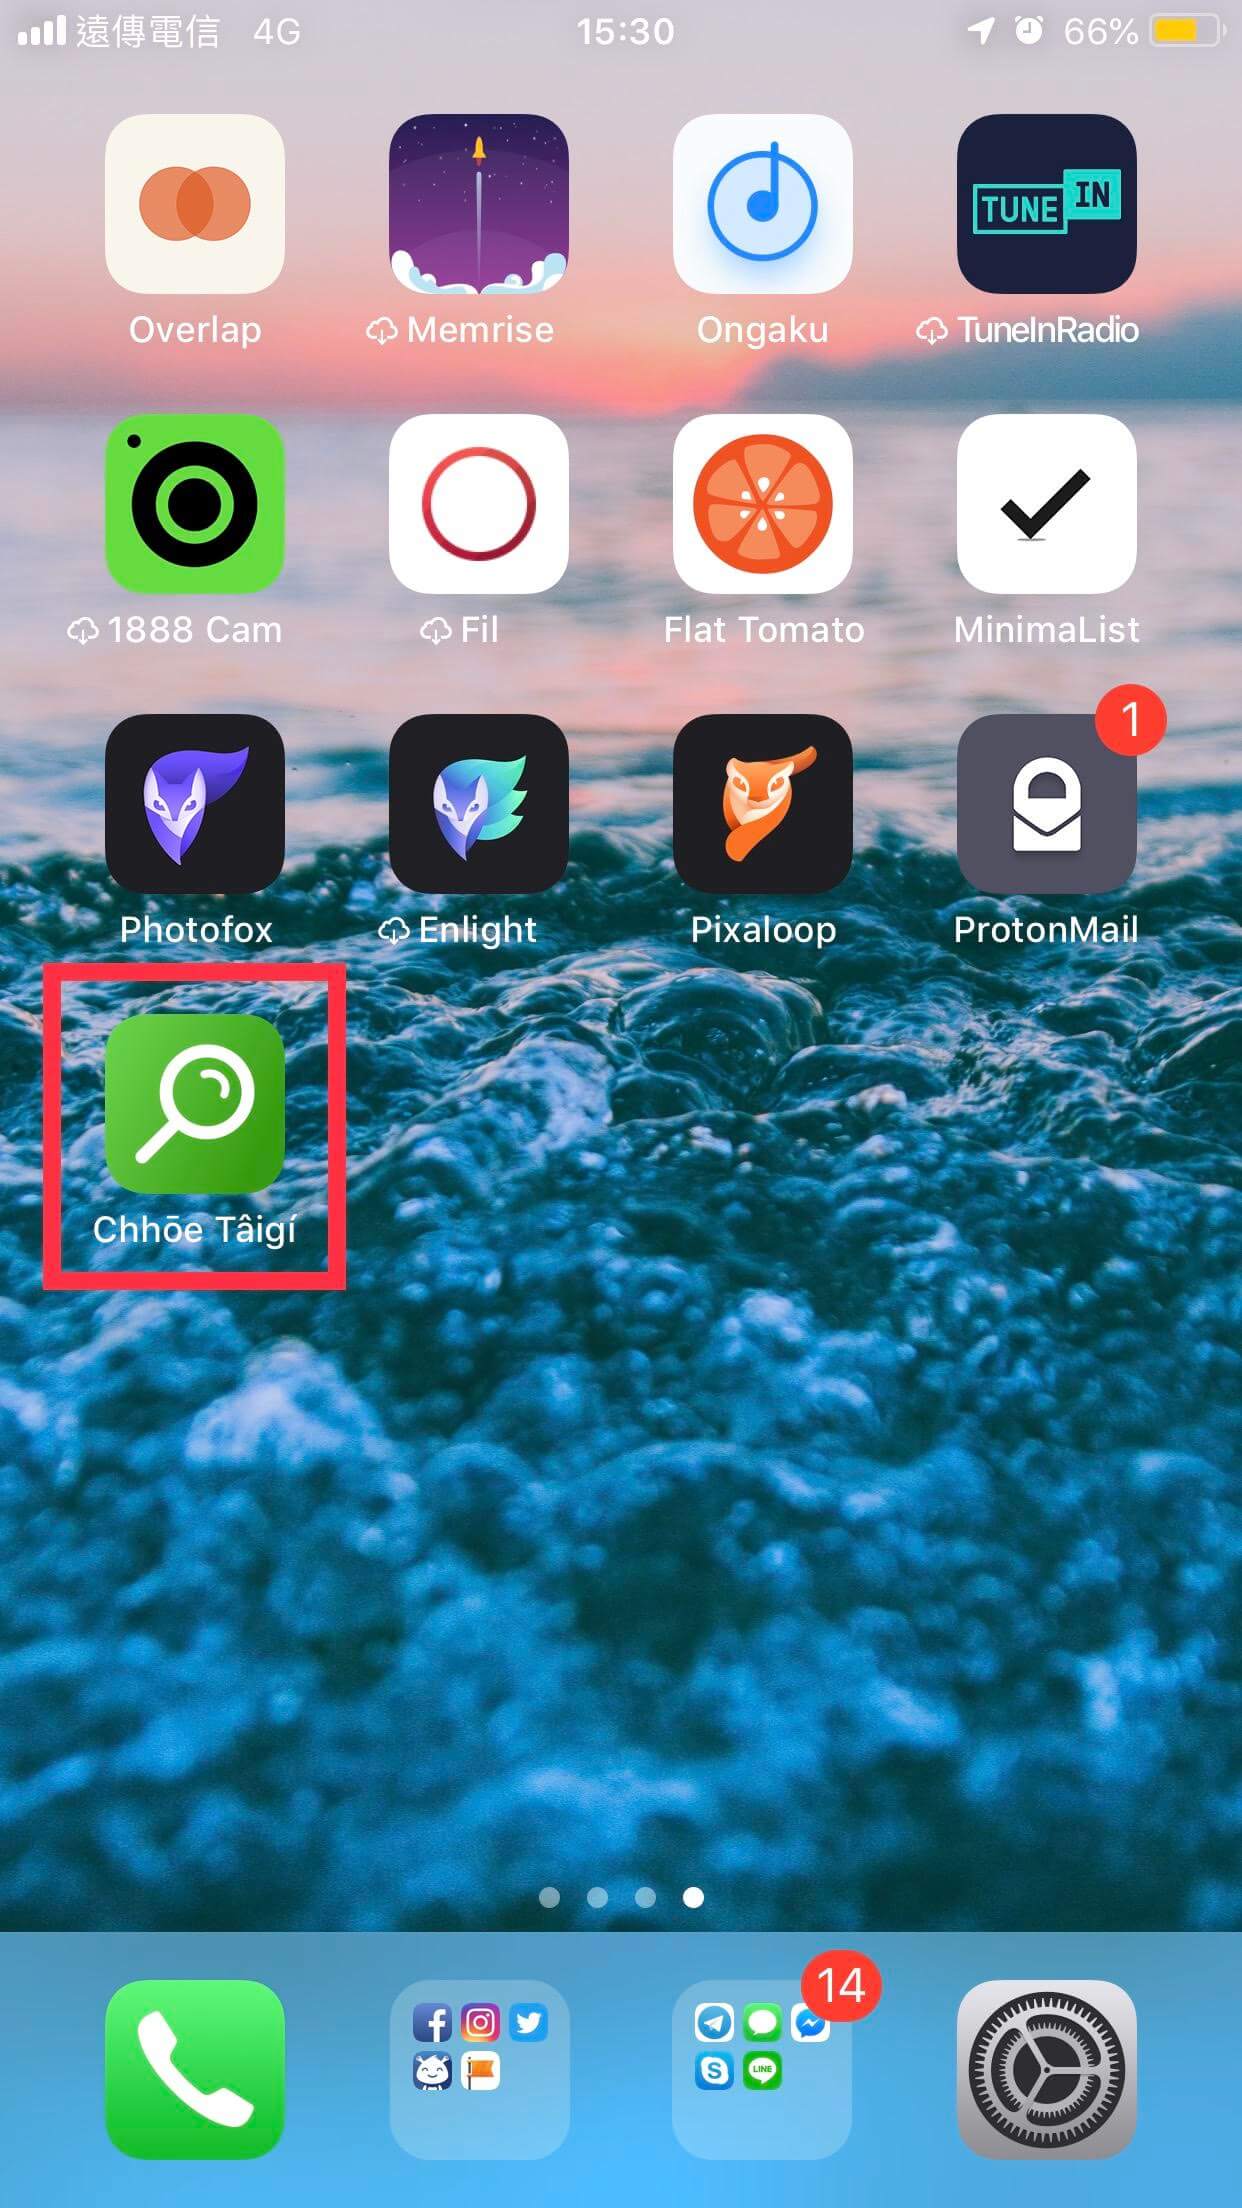 遠傳電信 4G 15:30 66%
TUNE IN
Overlap Memrise Ongaku TuneInRadio
1888 Cam Fil Flat Tomato MinimaList
1
Photofox Enlight Pixaloop ProtonMail
Chhōe Tâigí
14
LINE